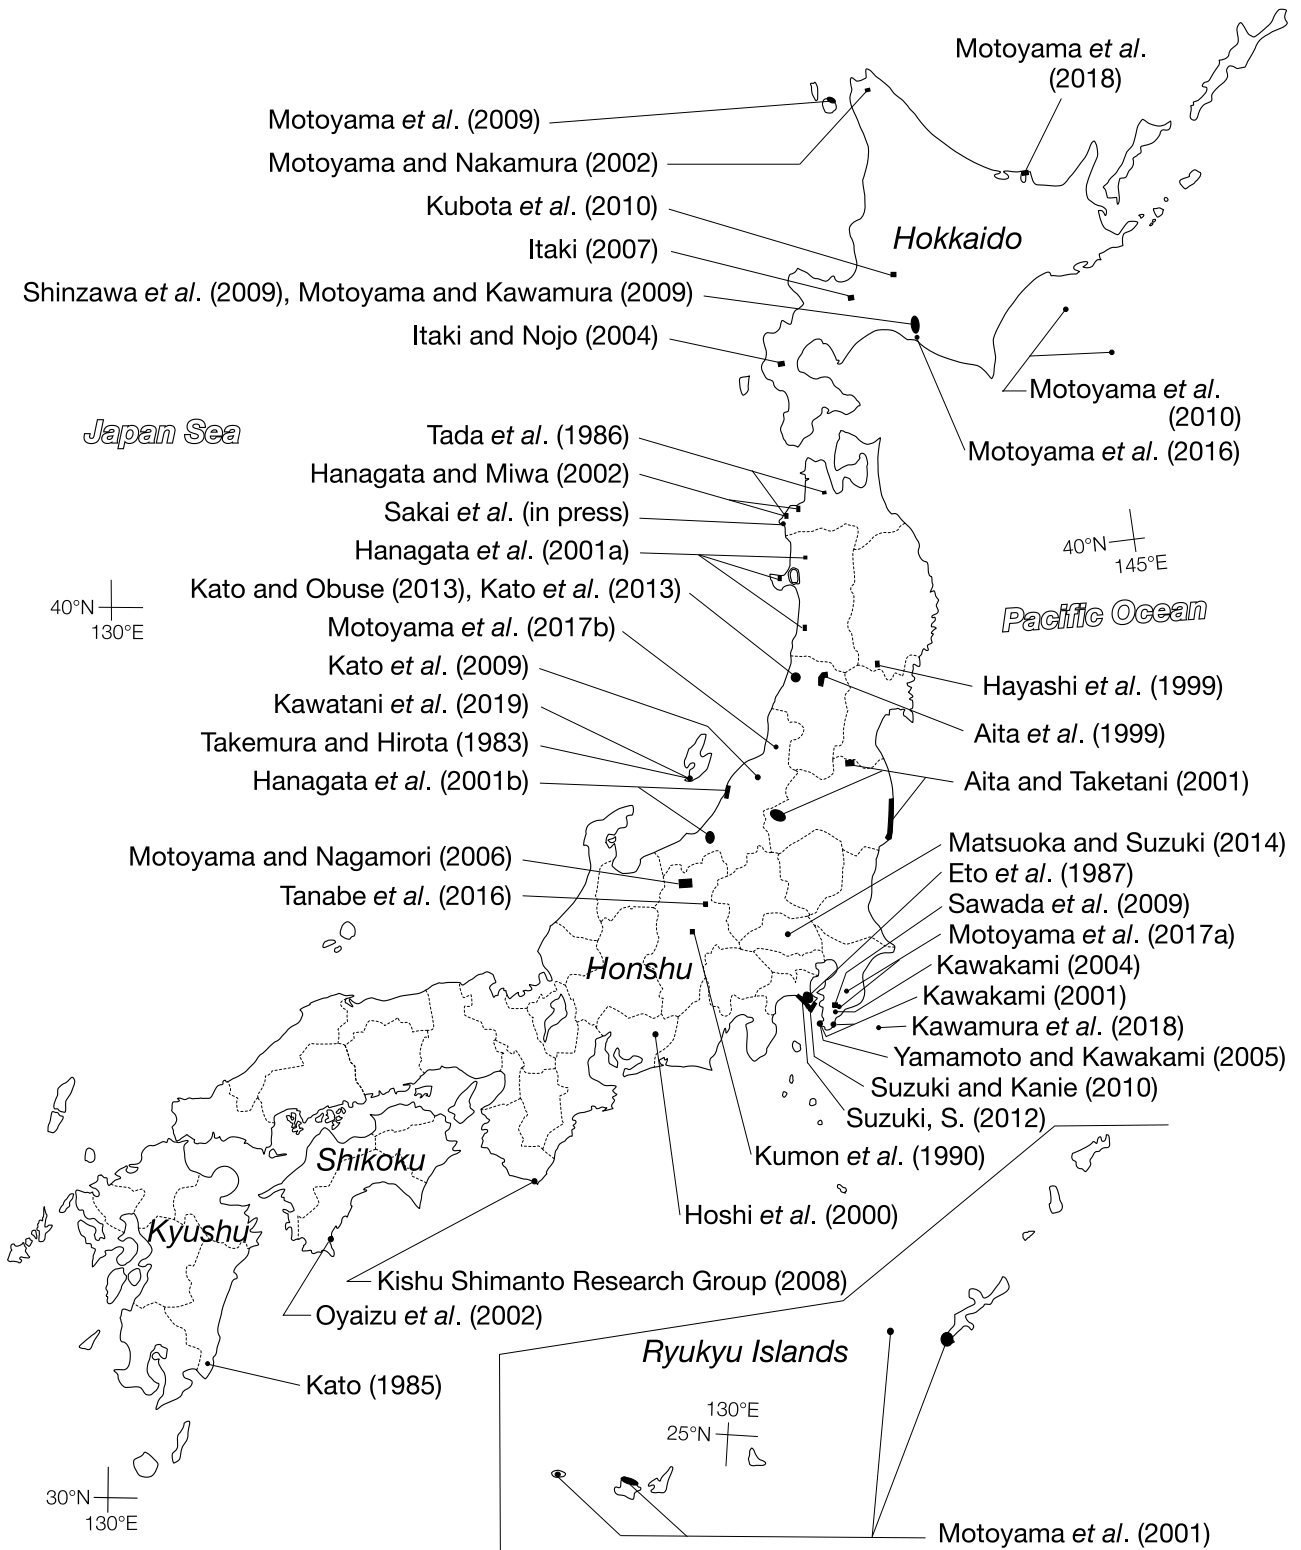 Motoyama et al.
(2018)
Motoyama et al. (2009)
Motoyama and Nakamura (2002)
Kubota et al. (2010)
Hokkaido
Itaki (2007)
Shinzawa et al. (2009), Motoyama and Kawamura (2009)
Itaki and Nojo (2004)
Motoyama et al.
(2010)
Japan Sea
Tada et al. (1986)
Motoyama et al. (2016)
Hanagata and Miwa (2002)
Sakai et al. (in press)
Hanagata et al. (2001a)
40°N
145°E
Kato and Obuse (2013), Kato et al. (2013)
40°N
130°E
Pacific Ocean
Motoyama et al. (2017b)
Kato et al. (2009)
Hayashi et al. (1999)
Kawatani et al. (2019)
Aita et al. (1999)
Takemura and Hirota (1983)
Hanagata et al. (2001b)
Aita and Taketani (2001)
Matsuoka and Suzuki (2014)
Motoyama and Nagamori (2006)
Eto et al. (1987)
Tanabe et al. (2016)
Sawada et al. (2009)
Motoyama et al. (2017a)
Honshu
Kawakami (2004)
Kawakami (2001)
Kawamura et al. (2018)
Yamamoto and Kawakami (2005)
Suzuki and Kanie (2010)
Suzuki, S. (2012)
Shikoku
Kumon et al. (1990)
Kyushu
Hoshi et al. (2000)
Kishu Shimanto Research Group (2008)
Oyaizu et al. (2002)
Ryukyu Islands
Kato (1985)
130°E
25°N
30°N
130°E
Motoyama et al. (2001)